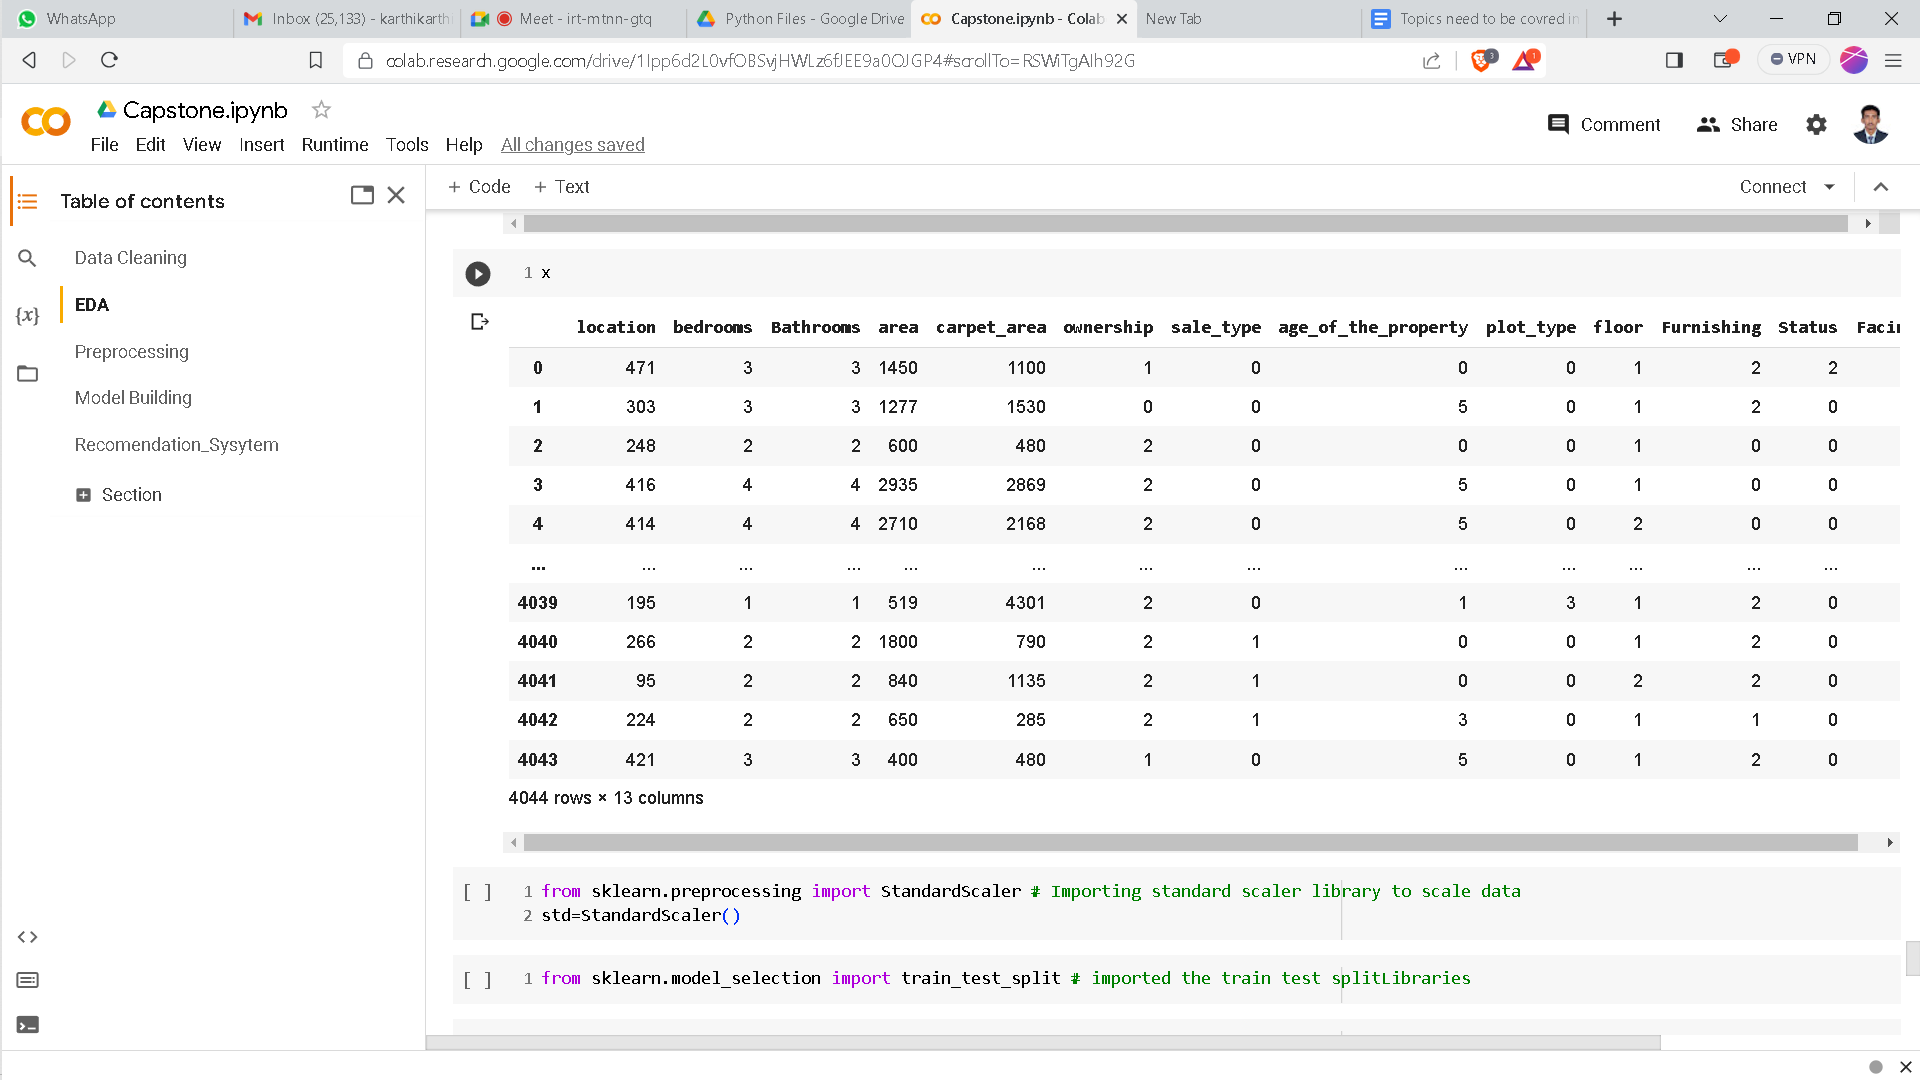 WhatsApp
Inbox (25,133) - karthikarthi
Meet - irt-mtnn-gtq
Python Files - Google Drive
Capstone.ipynb - Colab
New Tab
Topics need to be covred in
colab.research.google.com/drive/1Ipp6d2L0vfOBSvjHWLz6fJEE9a0OJGP4#scrollTo=RSWiTgAIh92G
3
1
VPN
Capstone.ipynb
File Edit View Insert Runtime Tools Help All changes saved
Comment
Share
Table of contents
Data Cleaning
EDA
Preprocessing
Model Building
Recomendation_Sysytem
Section
{x}
+ Code + Text
Connect
1 x
location bedrooms Bathrooms area carpet_area ownership sale_type age_of_the_property plot_type floor Furnishing Status Facin
0 471 3 3 1450 1100 1 0 0 0 1 2 2
1 303 3 3 1277 1530 0 0 5 0 1 2 0
2 248 2 2 600 480 2 0 0 0 1 0 0
3 416 4 4 2935 2869 2 0 5 0 1 0 0
4 414 4 4 2710 2168 2 0 5 0 2 0 0
... ... ... ... ... ... ... ... ... ... ... ... ...
4039 195 1 1 519 4301 2 0 1 3 1 2 0
4040 266 2 2 1800 790 2 1 0 0 1 2 0
4041 95 2 2 840 1135 2 1 0 0 2 2 0
4042 224 2 2 650 285 2 1 3 0 1 1 0
4043 421 3 3 400 480 1 0 5 0 1 2 0
4044 rows × 13 columns
[ ] 1 from sklearn.preprocessing import StandardScaler # Importing standard scaler library to scale data
2 std=StandardScaler()
[ ] 1 from sklearn.model_selection import train_test_split # imported the train test splitLibraries